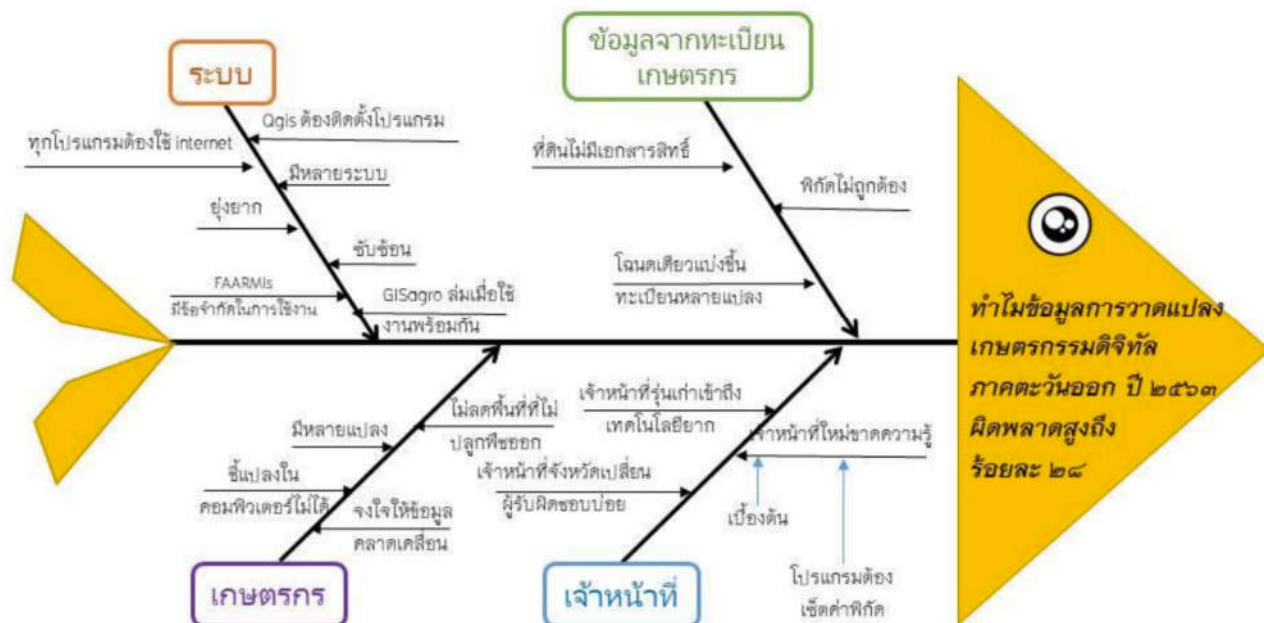 ระบบ
ข้อมูลจากทะเบียน
เกษตรกร
Qgis ต้องติดตั้งโปรแกรม
ทุกโปรแกรมต้องใช้ internet
มีหลายระบบ
ยุ่งยาก
ซับซ้อน
FAARMIs
มีข้อจำกัดในการใช้งาน
GISagro ล่มเมื่อใช้
งานพร้อมกัน
ที่ดินไม่มีเอกสารสิทธิ์
พิกัดไม่ถูกต้อง
โฉนดเดียวแบ่งขึ้น
ทะเบียนหลายแปลง
ทำไมข้อมูลการวาดแปลง
เกษตรกรรมดิจิทัล
ภาคตะวันออก ปี ๒๕๖๓
ผิดพลาดสูงถึง
ร้อยละ ๒๘
ไม่ลดพื้นที่ที่ไม่
ปลูกพืชออก
มีหลายแปลง
ชี้แปลงใน
คอมพิวเตอร์ไม่ได้
จงใจให้ข้อมูล
คลาดเคลื่อน
เกษตรกร
เจ้าหน้าที่รุ่นเก่าเข้าถึง
เทคโนโลยียาก
เจ้าหน้าที่ใหม่ขาดความรู้
เจ้าหน้าที่จังหวัดเปลี่ยน
ผู้รับผิดชอบบ่อย
เบื้องต้น
โปรแกรมต้อง
เซ็ตค่าพิกัด
เจ้าหน้าที่